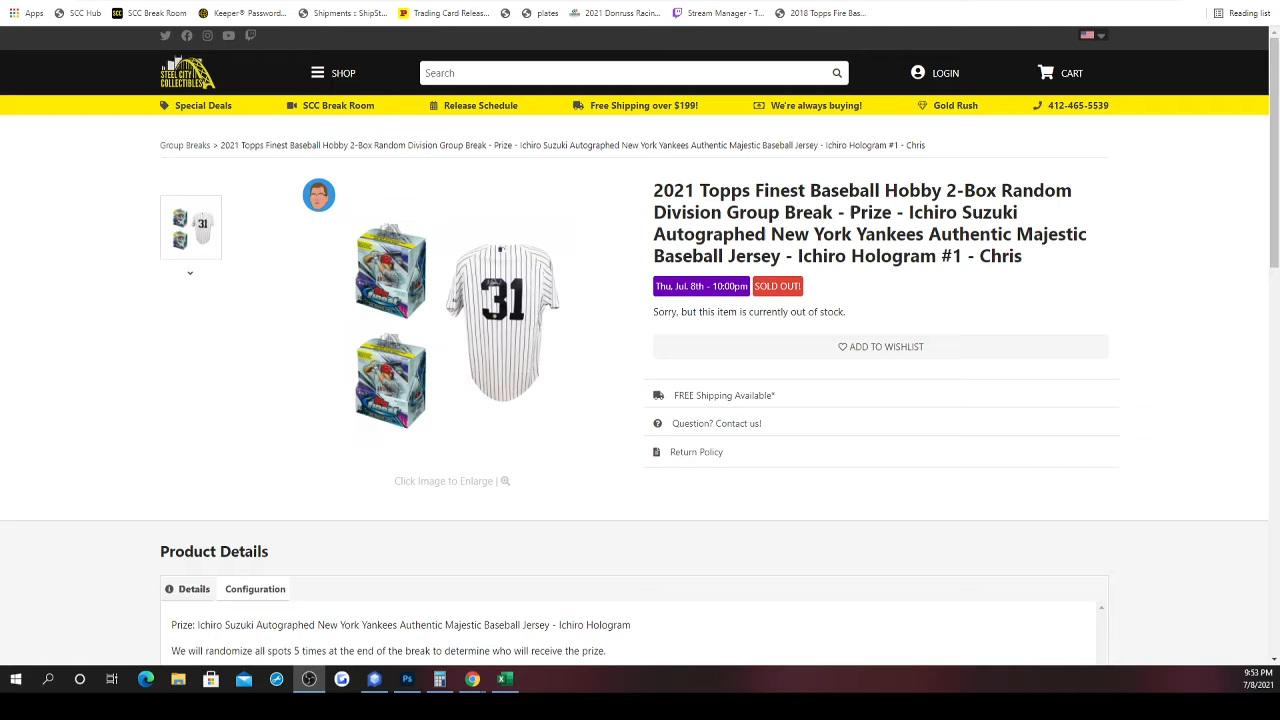 Apps SCC Hub SCC Break Room Keeper® Password... Shipments :: ShipSt... Trading Card Releas... plates 2021 Donruss Racin... Stream Manager - T... 2018 Topps Fire Bas... Reading list
STEEL CITY
COLLECTIBLES
SHOP
Search
LOGIN
CART
Special Deals SCC Break Room Release Schedule Free Shipping over $199! We're always buying! Gold Rush 412-465-5539
Group Breaks > 2021 Topps Finest Baseball Hobby 2-Box Random Division Group Break - Prize - Ichiro Suzuki Autographed New York Yankees Authentic Majestic Baseball Jersey - Ichiro Hologram #1 - Chris
31
31
2021 Topps Finest Baseball Hobby 2-Box Random
Division Group Break - Prize - Ichiro Suzuki
Autographed New York Yankees Authentic Majestic
Baseball Jersey - Ichiro Hologram #1 - Chris
Thu, Jul. 8th - 10:00pm SOLD OUT!
Sorry, but this item is currently out of stock.
ADD TO WISHLIST
FREE Shipping Available*
Question? Contact us!
Return Policy
Click Image to Enlarge |
Product Details
Details Configuration
Prize: Ichiro Suzuki Autographed New York Yankees Authentic Majestic Baseball Jersey - Ichiro Hologram
We will randomize all spots 5 times at the end of the break to determine who will receive the prize.
9:53 PM
7/8/2021